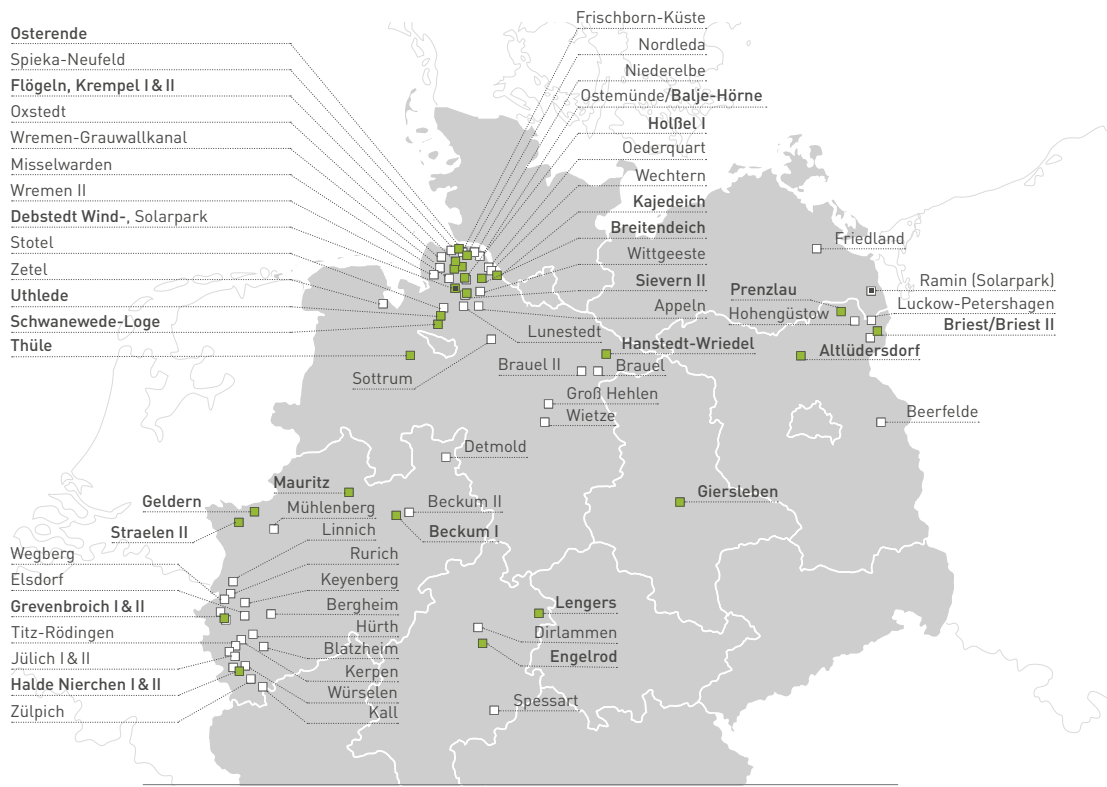 Osterende
Spieka-Neufeld
Flögeln, Krempel I & II
Oxstedt
Wremen-Grauwallkanal
Misselwarden
Wremen II
Debstedt Wind-, Solarpark
Stotel
Zetel
Uthlede
Schwanewede-Loge
Thüle
Frischborn-Küste
Nordleda
Niederelbe
Ostemünde/Balje-Hörne
Holßel I
Oederquart
Wechtern
Kajedeich
Breitendeich
Wittgeeste
Sievern II
Appeln
Lunestedt
Hanstedt-Wriedel
Sottrum
Brauel II
Brauel
Groß Hehlen
Wietze
Detmold
Friedland
Ramin (Solarpark)
Prenzlau
Luckow-Petershagen
Hohengüstow
Briest/Briest II
Altlüdersdorf
Beerfelde
Giersleben
Mauritz
Geldern
Mühlenberg
Beckum II
Straelen II
Linnich
Beckum I
Wegberg
Rurich
Elsdorf
Keyenberg
Grevenbroich I & II
Bergheim
Titz-Rödingen
Hürth
Jülich I & II
Blatzheim
Halde Nierchen I & II
Kerpen
Würselen
Zülpich
Kall
Lengers
Dirlammen
Engelrod
Spessart